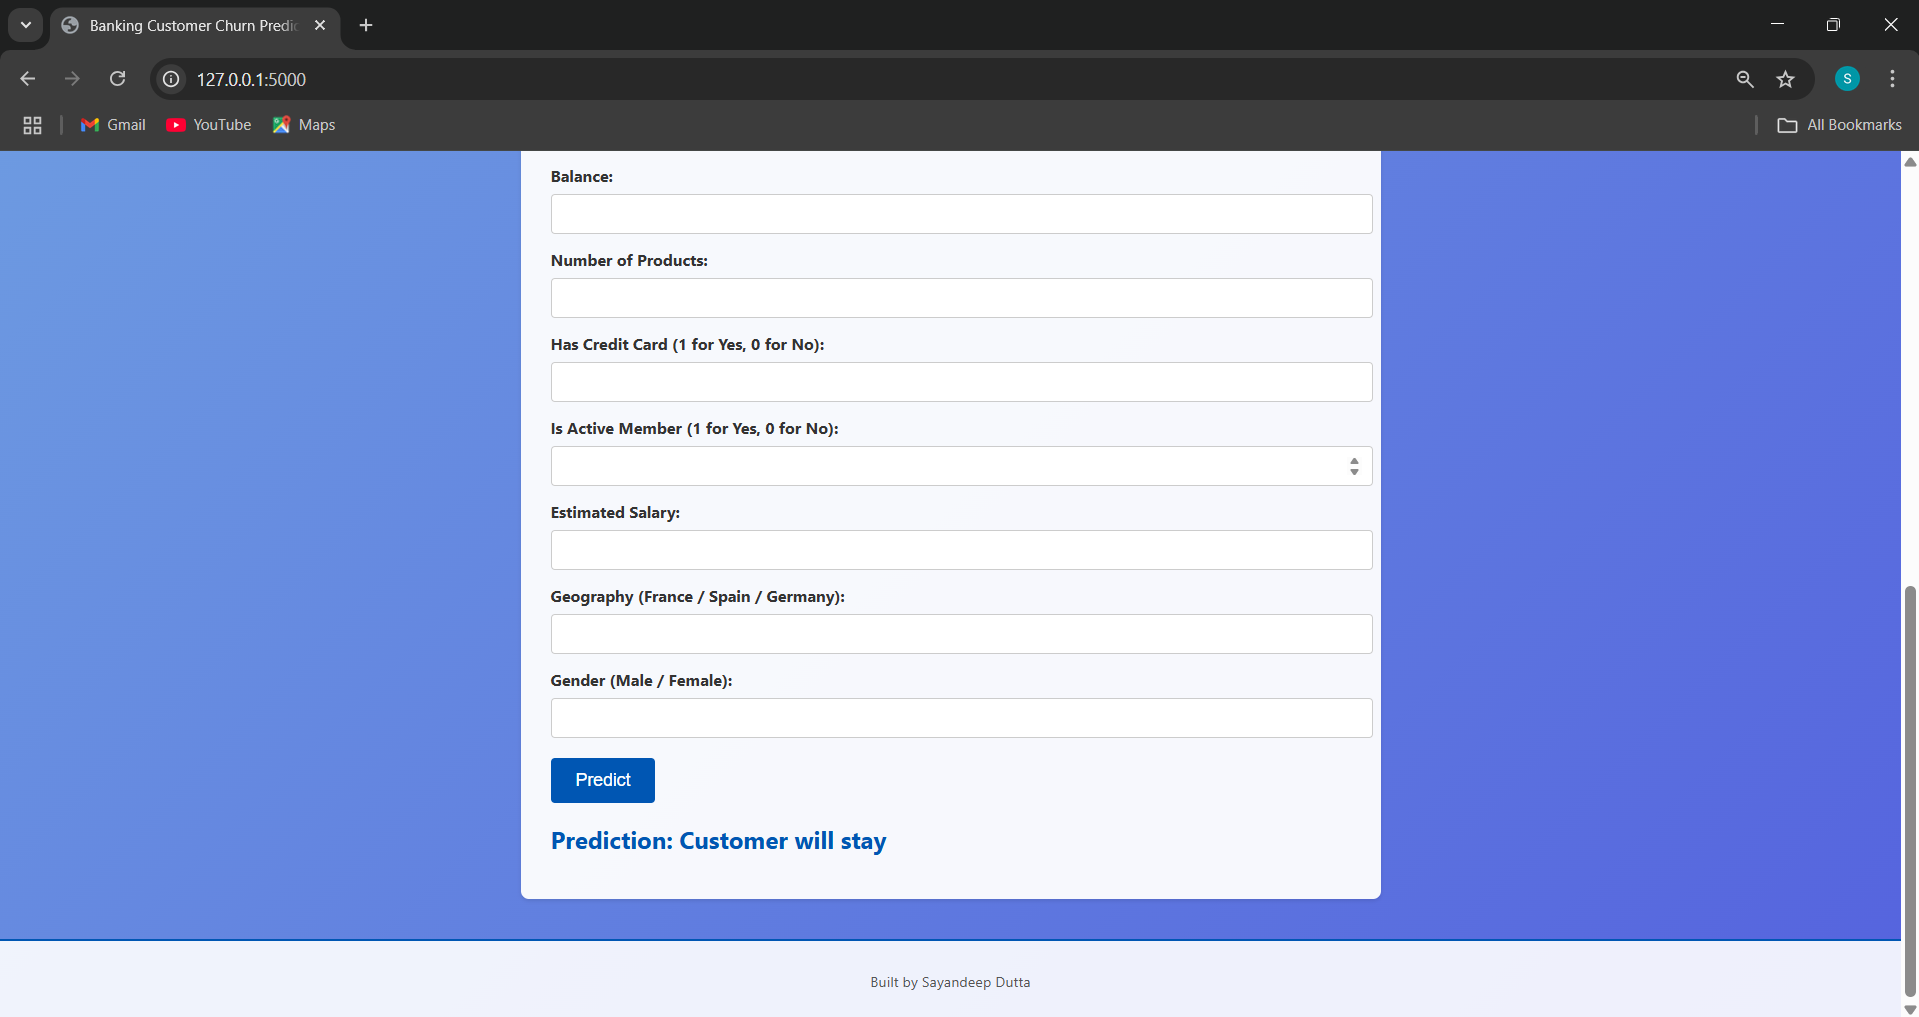 Banking Customer Churn Predic
127.0.0.1:5000
S
Gmail
YouTube
Maps
All Bookmarks
Balance:
Number of Products:
Has Credit Card (1 for Yes, 0 for No):
Is Active Member (1 for Yes, 0 for No):
Estimated Salary:
Geography (France / Spain / Germany):
Gender (Male / Female):
Predict
Prediction: Customer will stay
Built by Sayandeep Dutta